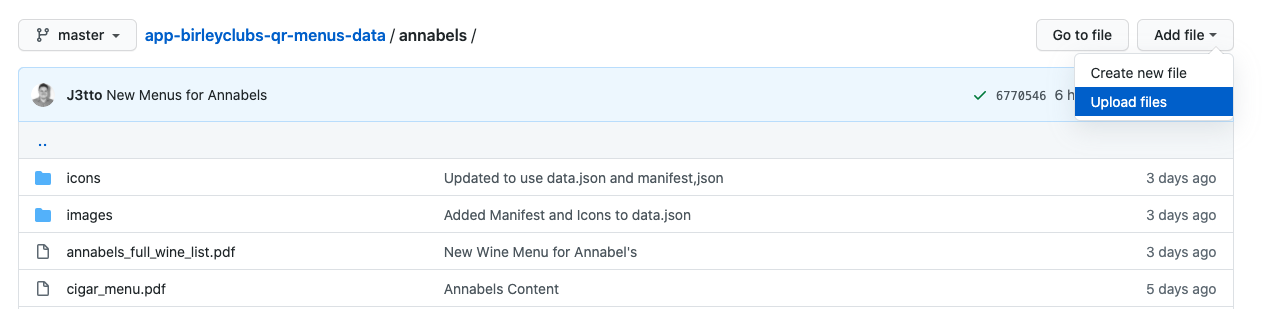 master app-birleyclubs-qr-menus-data / annabels / Go to file Add file
Create new file
J3tto New Menus for Annabels 6770546 6 h
Upload files
..
icons Updated to use data.json and manifest,json 3 days ago
images Added Manifest and Icons to data.json 3 days ago
annabels_full_wine_list.pdf New Wine Menu for Annabel's 3 days ago
cigar_menu.pdf Annabels Content 5 days ago